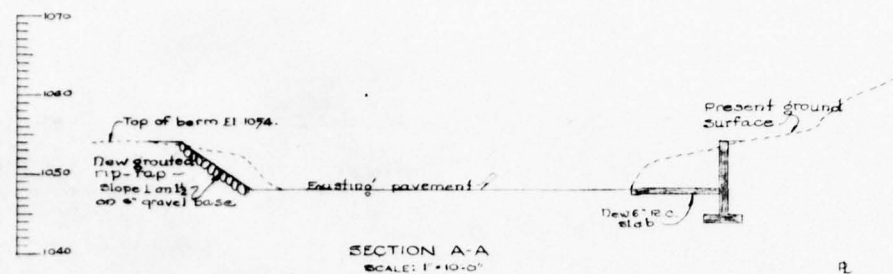 1070
1060
1050
1040
Top of berm El 1054.
New grouted
rip-rap -
Slope 1 on 1½
on 6" gravel base
Existing pavement
Present ground
surface
New 6" R.C.
slab
SECTION A-A
SCALE: 1"=10'-0"